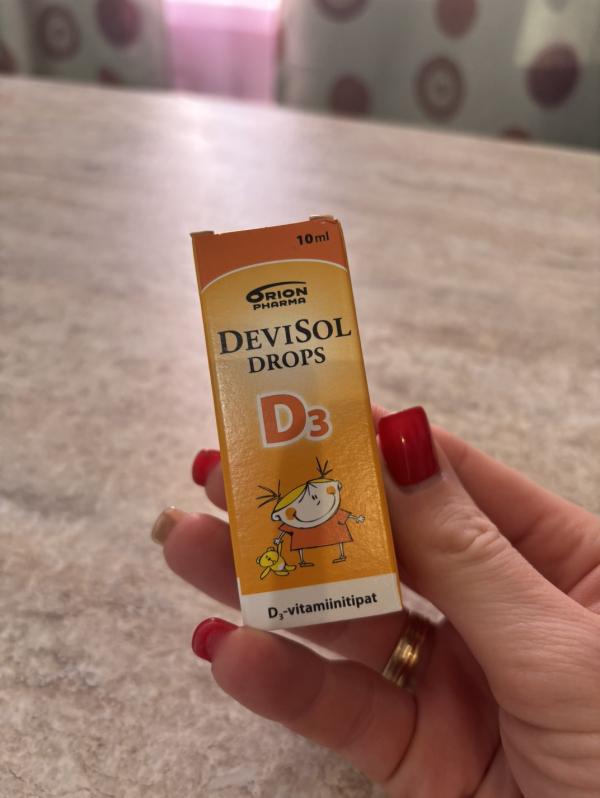 10ml
ORION
PHARMA
DEVISOL
DROPS
D3
D3-vitamiinitipat